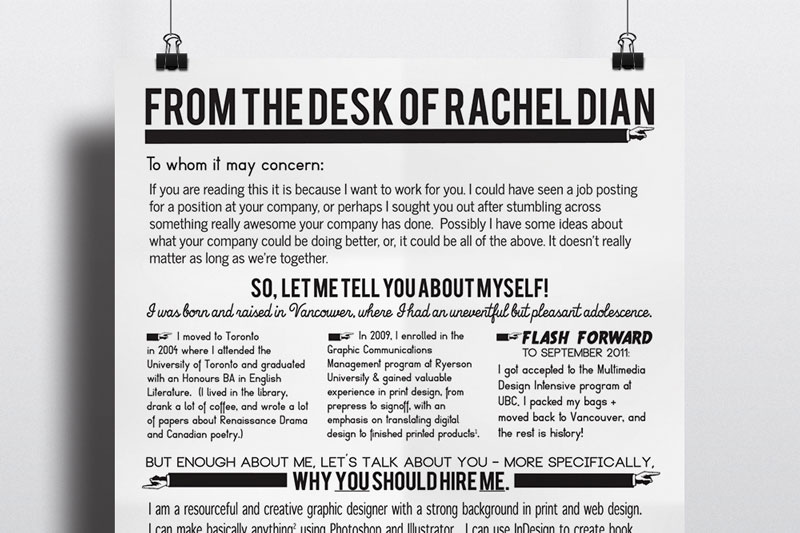 FROM THE DESK OF RACHEL DIAN
To whom it may concern:
If you are reading this it is because I want to work for you. I could have seen a job posting
for a position at your company, or perhaps I sought you out after stumbling across
something really awesome your company has done. Possibly I have some ideas about
what your company could be doing better, or, it could be all of the above. It doesn't really
matter as long as we're together.
SO, LET ME TELL YOU ABOUT MYSELF!
I was born and raised in Vancouver, where I had an uneventful but pleasant adolescence.
I moved to Toronto
in 2004 where I attended the
University of Toronto and graduated
with an Honours BA in English
Literature. (I lived in the library,
drank a lot of coffee, and wrote a lot
of papers about Renaissance Drama
and Canadian poetry.)
In 2009, I enrolled in the
Graphic Communications
Management program at Ryerson
University & gained valuable
experience in print design, from
prepress to signoff, with an
emphasis on translating digital
design to finished printed products¹.
FLASH FORWARD
TO SEPTEMBER 2011:
I got accepted to the Multimedia
Design Intensive program at
UBC, I packed my bags +
moved back to Vancouver, and
the rest is history!
BUT ENOUGH ABOUT ME, LET'S TALK ABOUT YOU - MORE SPECIFICALLY,
WHY YOU SHOULD HIRE ME.
I am a resourceful and creative graphic designer with a strong background in print and web design.
I can make basically anything² using Photoshop and Illustrator. I can use InDesign to create book